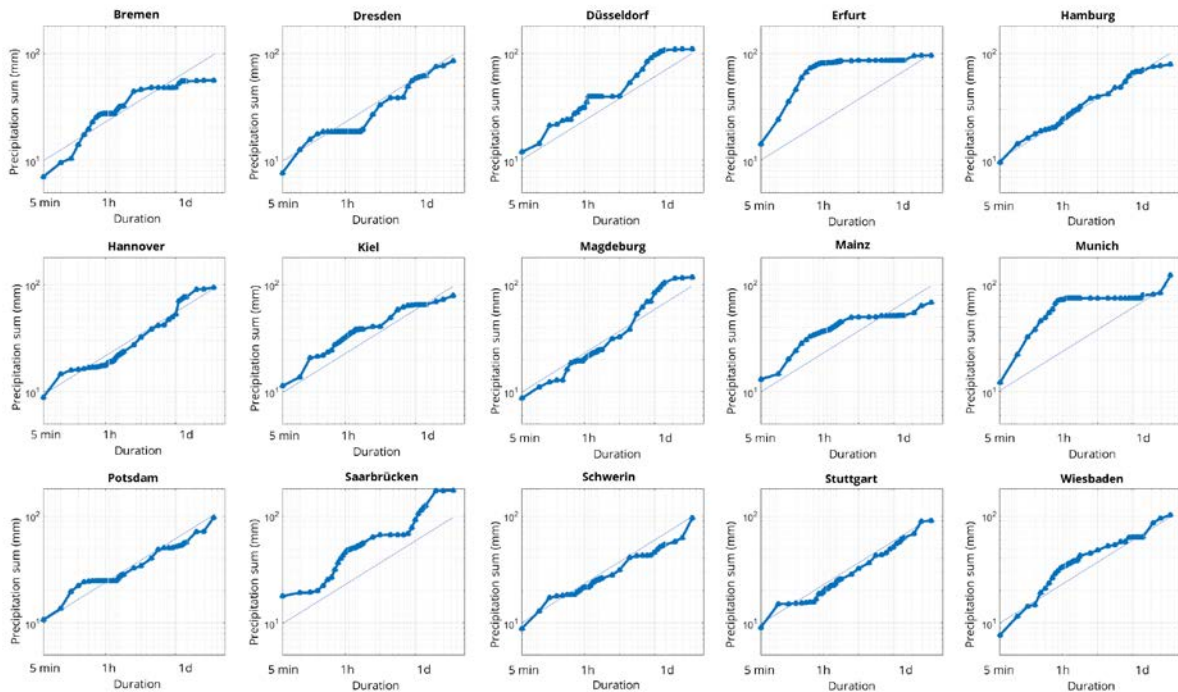 Bremen
Precipitation sum (mm)
10²
10¹
5 min 1h 1d
Duration
Dresden
Precipitation sum (mm)
10²
10¹
5 min 1h 1d
Duration
Düsseldorf
Precipitation sum (mm)
10²
10¹
5 min 1h 1d
Duration
Erfurt
Precipitation sum (mm)
10²
10¹
5 min 1h 1d
Duration
Hamburg
Precipitation sum (mm)
10²
10¹
5 min 1h 1d
Duration
Hannover
Precipitation sum (mm)
10²
10¹
5 min 1h 1d
Duration
Kiel
Precipitation sum (mm)
10²
10¹
5 min 1h 1d
Duration
Magdeburg
Precipitation sum (mm)
10²
10¹
5 min 1h 1d
Duration
Mainz
Precipitation sum (mm)
10²
10¹
5 min 1h 1d
Duration
Munich
Precipitation sum (mm)
10²
10¹
5 min 1h 1d
Duration
Potsdam
Precipitation sum (mm)
10²
10¹
5 min 1h 1d
Duration
Saarbrücken
Precipitation sum (mm)
10²
10¹
5 min 1h 1d
Duration
Schwerin
Precipitation sum (mm)
10²
10¹
5 min 1h 1d
Duration
Stuttgart
Precipitation sum (mm)
10²
10¹
5 min 1h 1d
Duration
Wiesbaden
Precipitation sum (mm)
10²
10¹
5 min 1h 1d
Duration